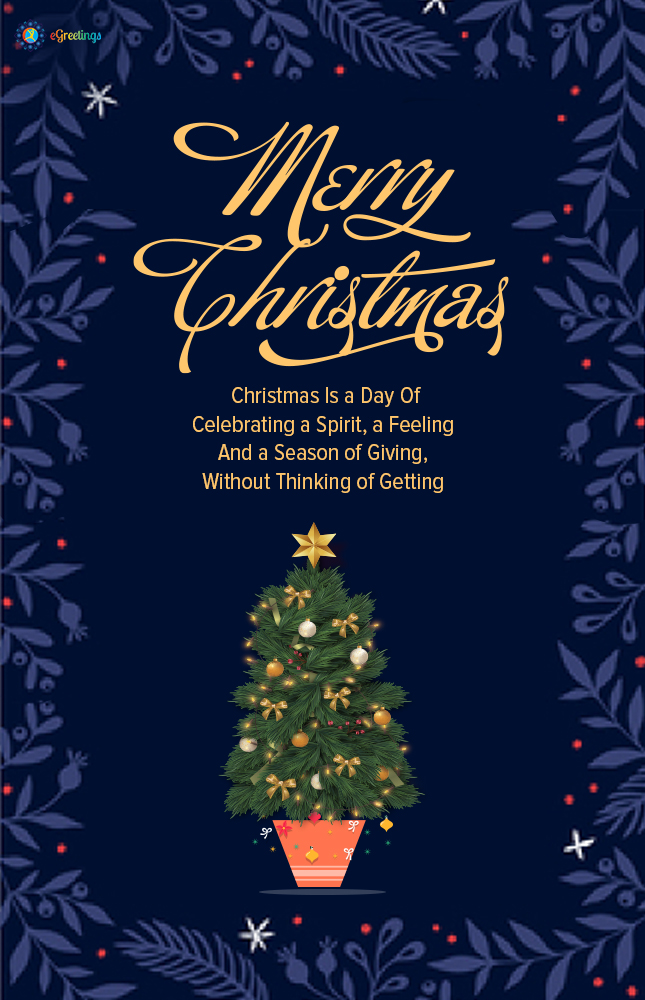 eGreetings
Merry
Christmas
Christmas Is a Day Of
Celebrating a Spirit, a Feeling
And a Season of Giving,
Without Thinking of Getting